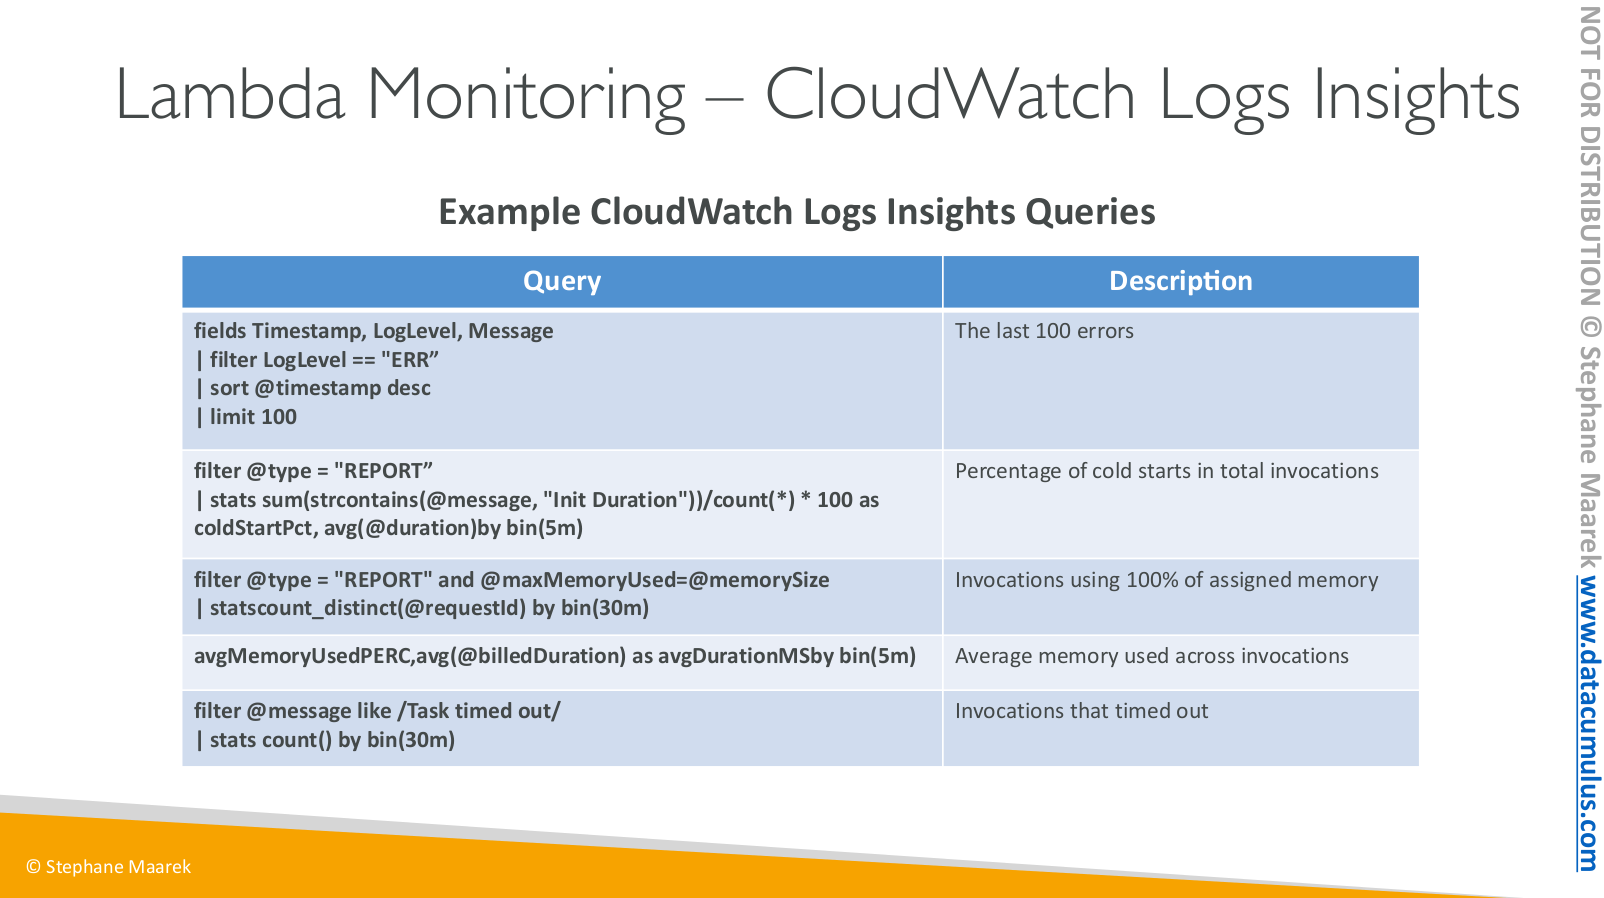 Lambda Monitoring – CloudWatch Logs Insights
Example CloudWatch Logs Insights Queries
Query
Description
fields Timestamp, LogLevel, Message
| filter LogLevel == "ERR”
| sort @timestamp desc
| limit 100
The last 100 errors
filter @type = "REPORT”
| stats sum(strcontains(@message, "Init Duration"))/count(*) * 100 as
coldStartPct, avg(@duration)by bin(5m)
Percentage of cold starts in total invocations
filter @type = "REPORT" and @maxMemoryUsed=@memorySize
| statscount_distinct(@requestId) by bin(30m)
Invocations using 100% of assigned memory
avgMemoryUsedPERC,avg(@billedDuration) as avgDurationMSby bin(5m)
Average memory used across invocations
filter @message like /Task timed out/
| stats count() by bin(30m)
Invocations that timed out
© Stephane Maarek
NOT FOR DISTRIBUTION © Stephane Maarek www.datacumulus.com